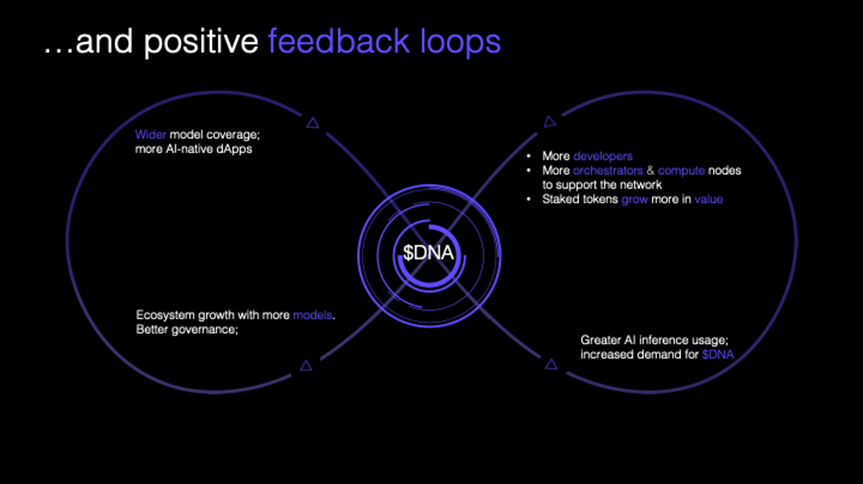 ...and positive feedback loops
Wider model coverage;
more AI-native dApps
• More developers
• More orchestrators & compute nodes
to support the network
• Staked tokens grow more in value
$DNA
Ecosystem growth with more models.
Better governance;
Greater AI inference usage;
increased demand for $DNA